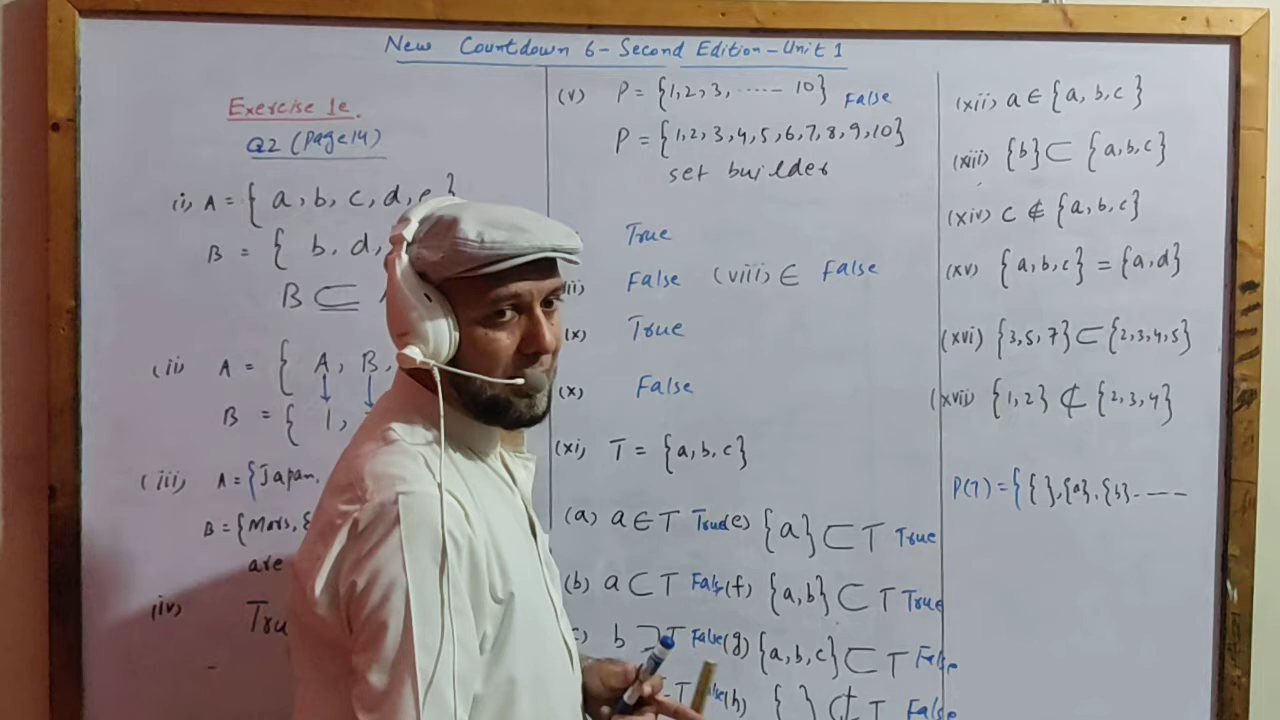 New Countdown 6 - Second Edition - Unit 1
Exercise 1e.
Q2 (Page 14)
(i) A = { a, b, c, d, e }
B = { b, d,
B ⊆
(ii) A = { A, B,
B = { 1,
(iii) A = {Japan,
B = {Mars, {
are
(iv)
(v) P = {1, 2, 3, ...... 10} False
P = {1, 2, 3, 4, 5, 6, 7, 8, 9, 10}
set builder
True
False (viii) ∈ False
True
(x) False
(xi) T = {a, b, c}
(a) a ∈ T True (e) {a} ⊂ T True
(b) a ⊂ T False (f) {a, b} ⊂ T True
b ⊃ T False (g) {a, b, c} ⊂ T False
T (h) { } ⊄ T False
(xii) a ∈ {a, b, c}
(xiii) {b} ⊂ {a, b, c}
(xiv) c ∉ {a, b, c}
(xv) {a, b, c} = {a, d}
(xvi) {3, 5, 7} ⊂ {2, 3, 4, 5}
(xvii) {1, 2} ⊄ {2, 3, 4}
P(T) = { { }, {a}, {b} - - - -